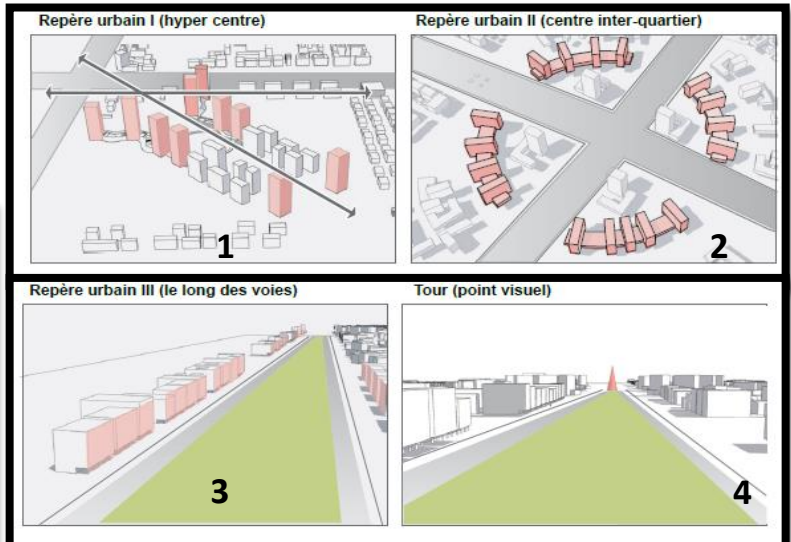 Repère urbain I (hyper centre)
Repère urbain II (centre inter-quartier)
1
2
Repère urbain III (le long des voies)
Tour (point visuel)
3
4